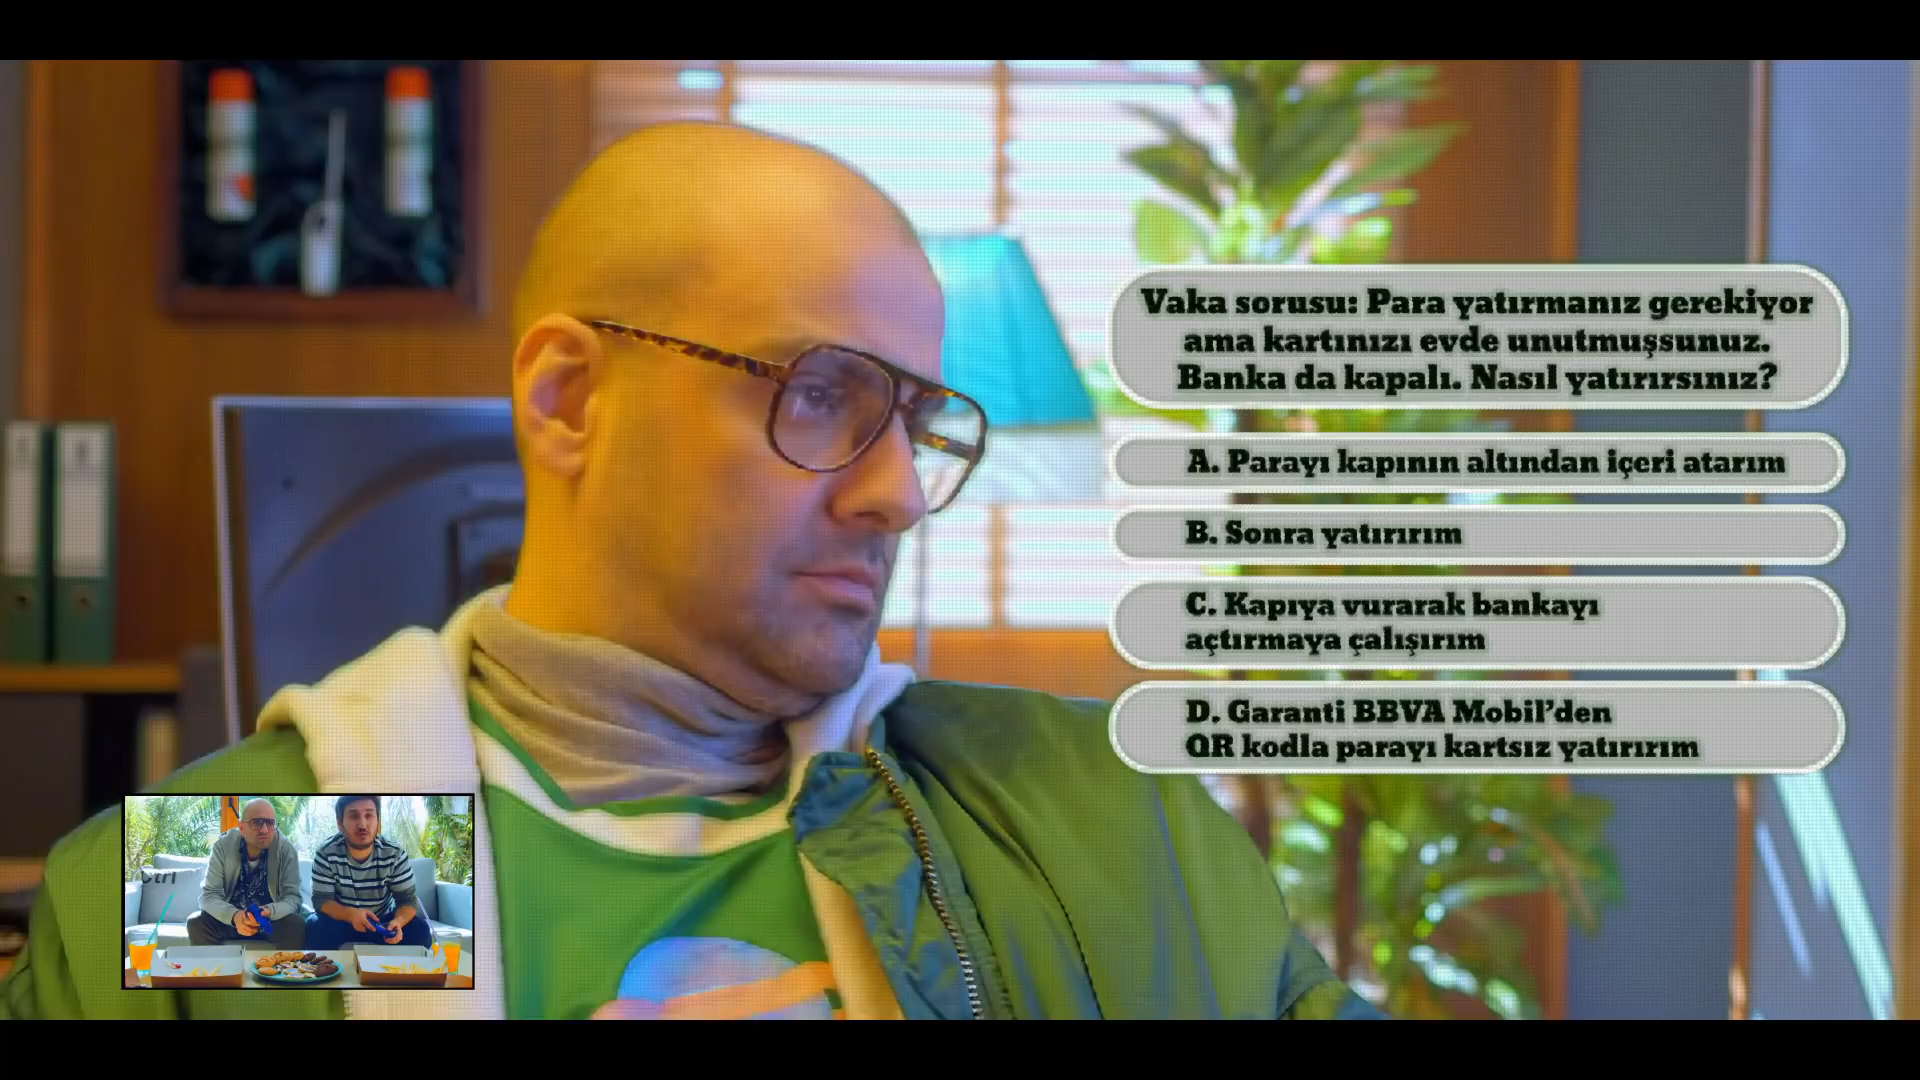 Vaka sorusu: Para yatırmanız gerekiyor
ama kartınızı evde unutmuşsunuz.
Banka da kapalı. Nasıl yatırırsınız?
A. Parayı kapının altından içeri atarım
B. Sonra yatırırım
C. Kapıya vurarak bankayı
açtırmaya çalışırım
D. Garanti BBVA Mobil’den
QR kodla parayı kartsız yatırırım
Ctrl